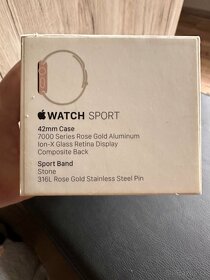 WATCH SPORT
42mm Case
7000 Series Rose Gold Aluminum
Ion-X Glass Retina Display
Composite Back
Sport Band
Stone
316L Rose Gold Stainless Steel Pin